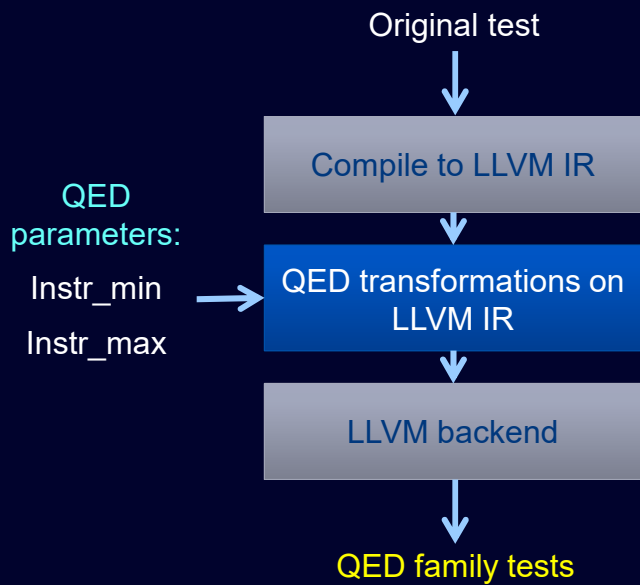 Original test
Compile to LLVM IR
QED
parameters:
Instr_min
Instr_max
QED transformations on
LLVM IR
LLVM backend
QED family tests